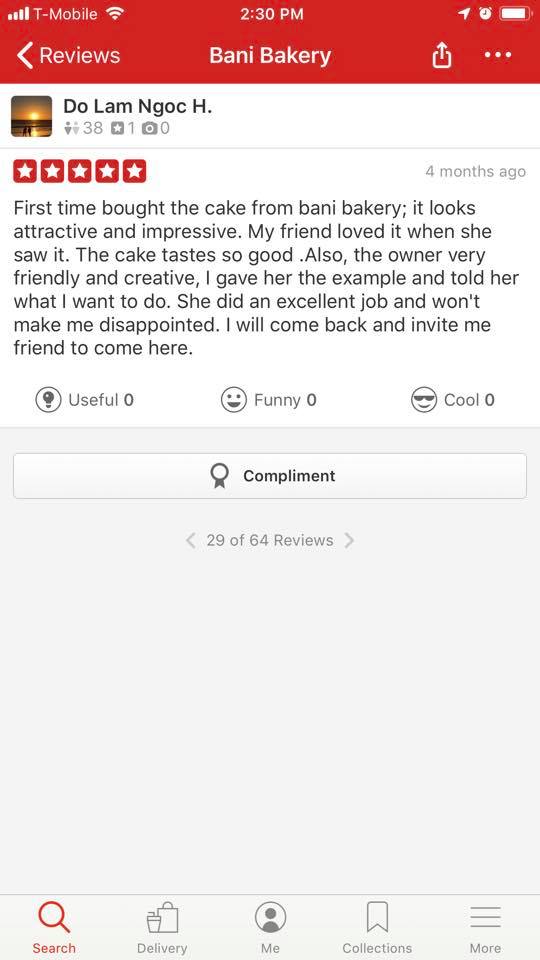 T-Mobile 2:30 PM
Reviews Bani Bakery
Do Lam Ngoc H.
38 1 0
4 months ago
First time bought the cake from bani bakery; it looks
attractive and impressive. My friend loved it when she
saw it. The cake tastes so good .Also, the owner very
friendly and creative, I gave her the example and told her
what I want to do. She did an excellent job and won't
make me disappointed. I will come back and invite me
friend to come here.
Useful 0 Funny 0 Cool 0
Compliment
29 of 64 Reviews
Search Delivery Me Collections More